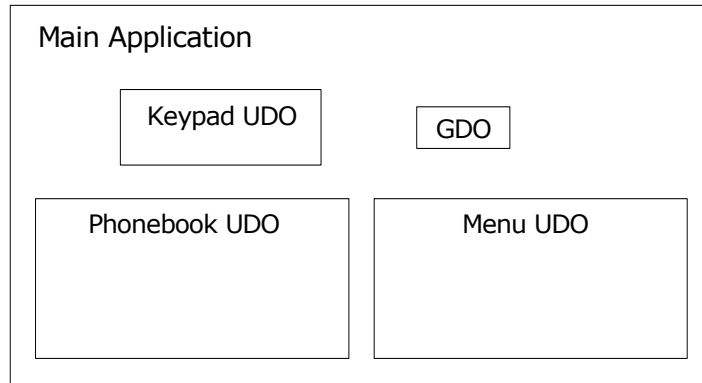 Main Application
Keypad UDO
GDO
Phonebook UDO
Menu UDO